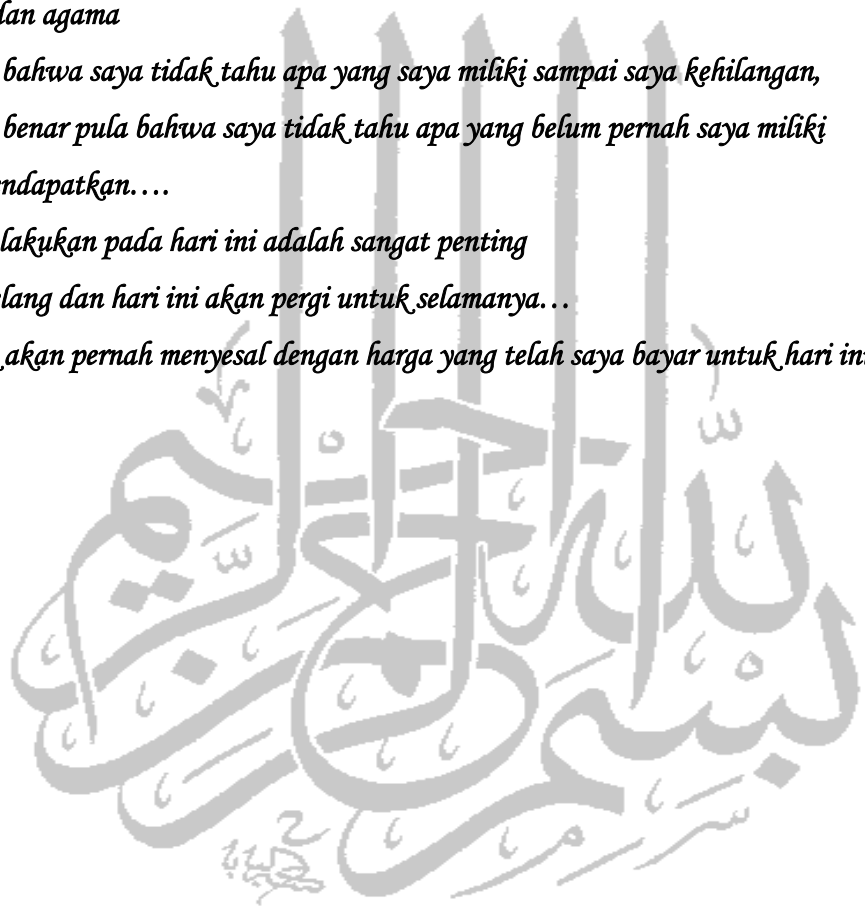 dan agama
bahwa saya tidak tahu apa yang saya miliki sampai saya kehilangan,
benar pula bahwa saya tidak tahu apa yang belum pernah saya miliki
endapatkan….
lakukan pada hari ini adalah sangat penting
elang dan hari ini akan pergi untuk selamanya…
akan pernah menyesal dengan harga yang telah saya bayar untuk hari ini
بسم الله الرحمن الرحيم